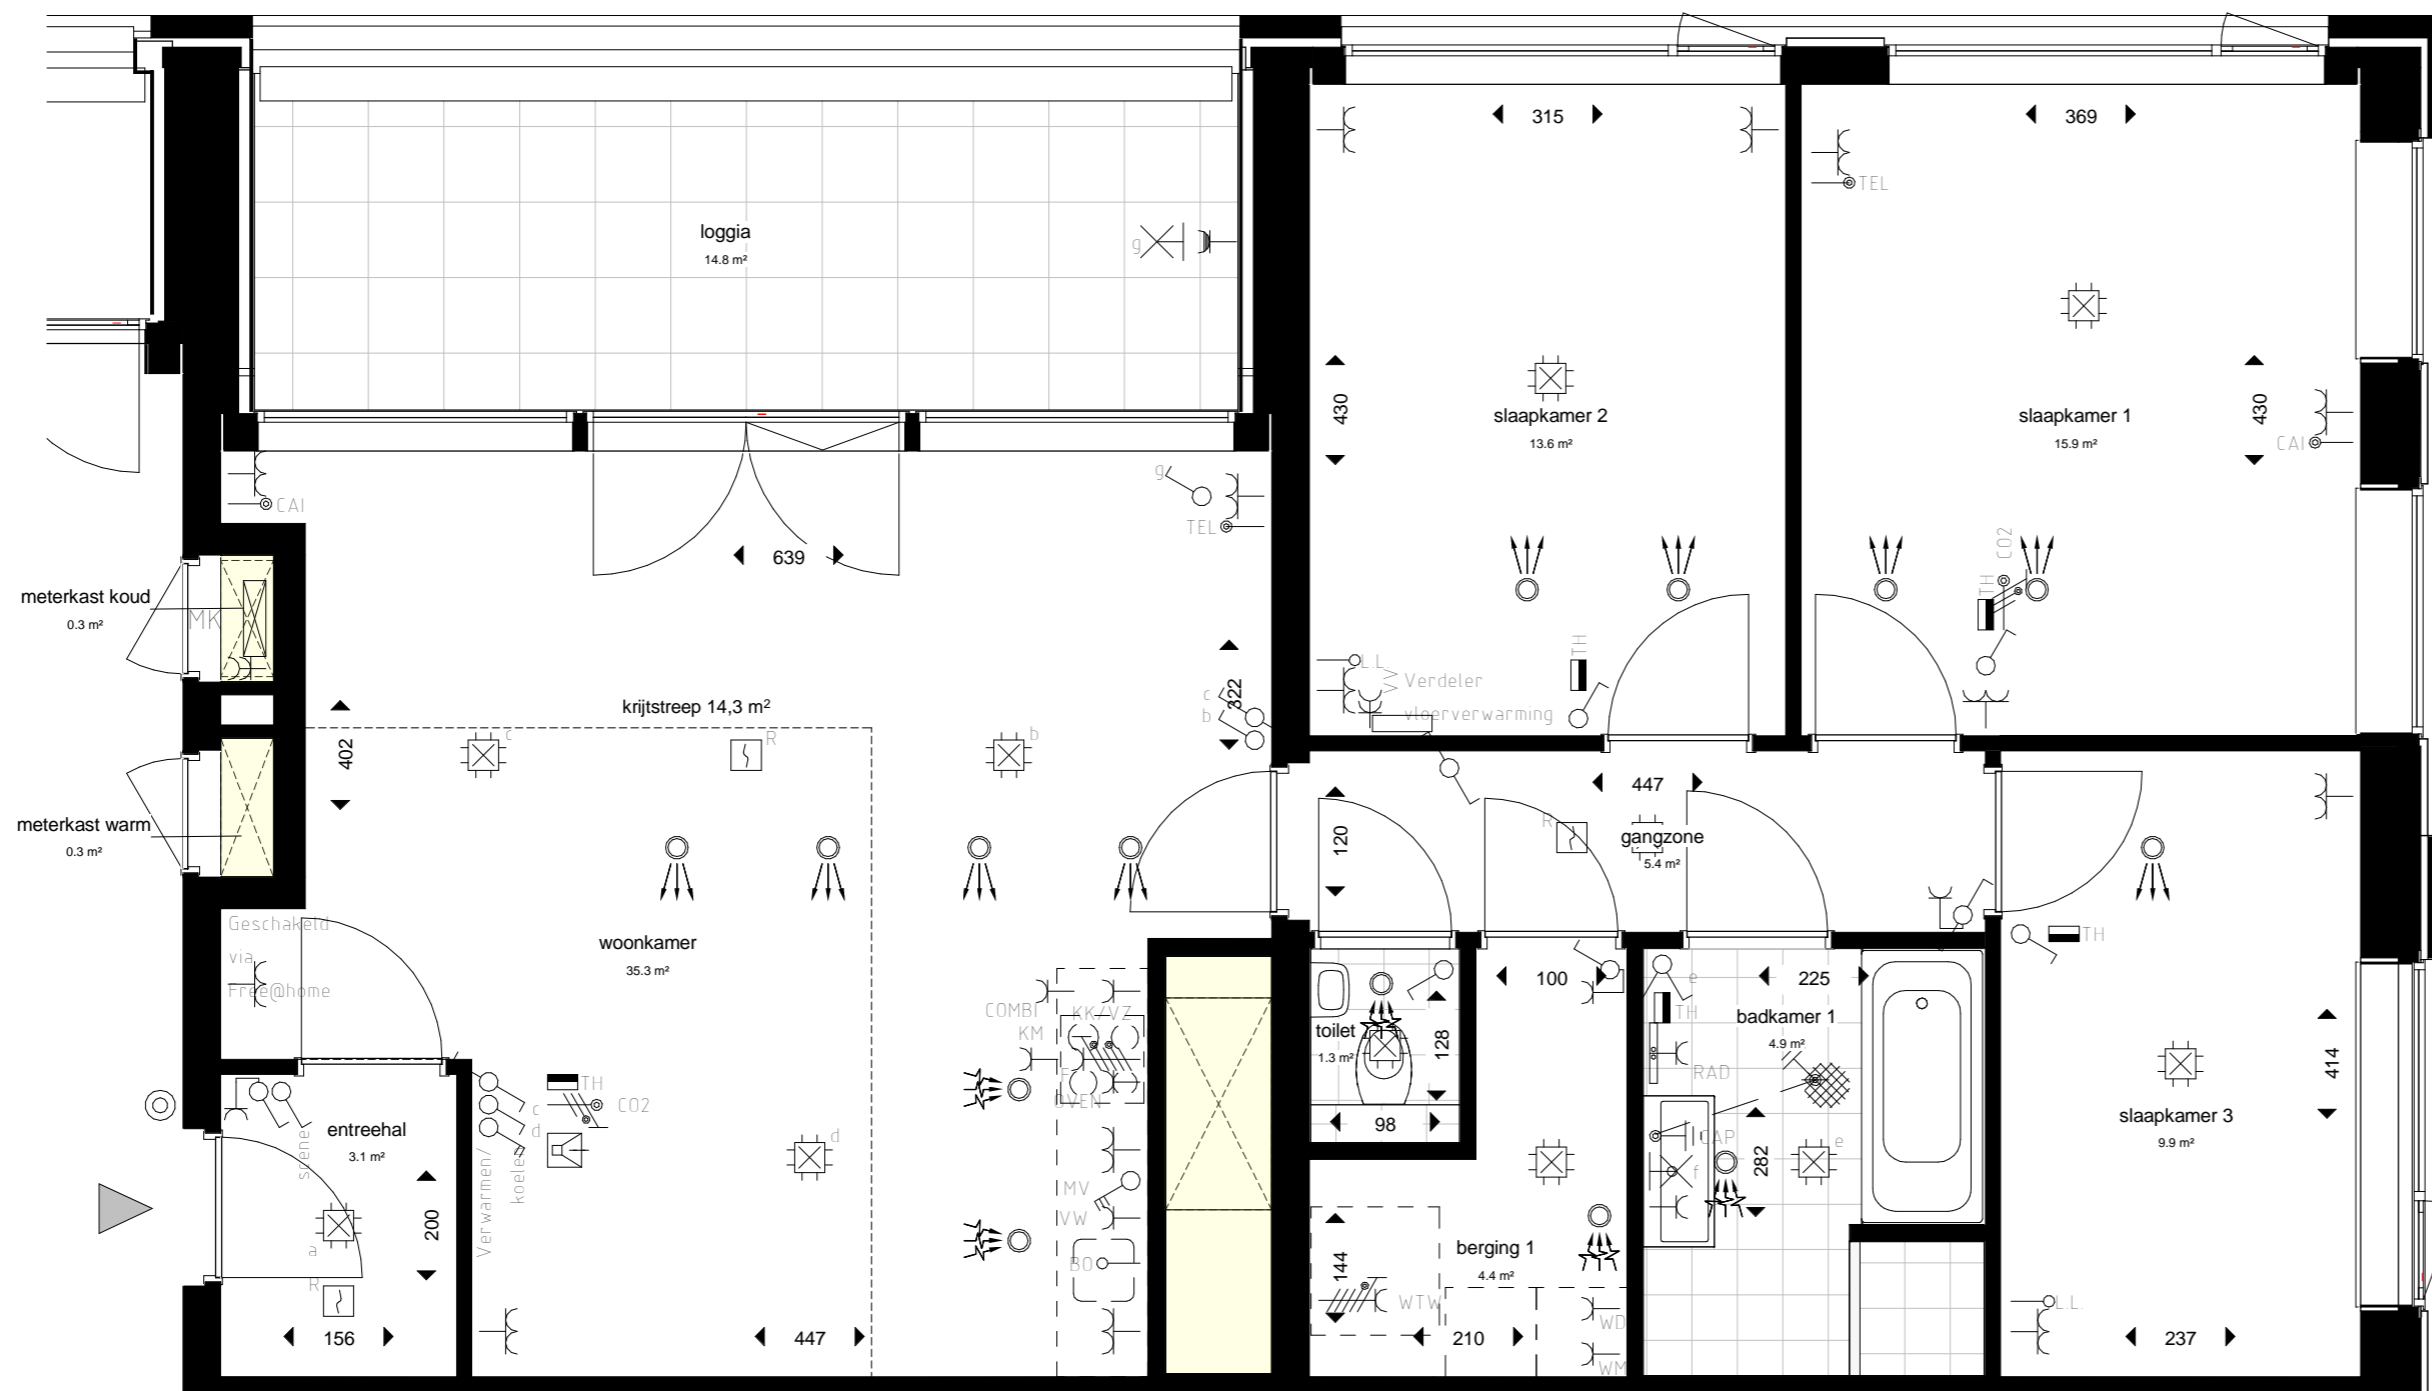 315
369
TEL
loggia
14.8 m²
g
430
slaapkamer 2
13.6 m²
slaapkamer 1
15.9 m²
430
CAI
CAI
g
TEL
639
CO2
TH
meterkast koud
0.3 m²
MK
TH
L.L.
Verdeler
vloerverwarming
322
c
b
krijtstreep 14,3 m²
402
c
R
b
447
120
R
gangzone
5.4 m²
meterkast warm
0.3 m²
Geschakeld
via
Free@home
woonkamer
35.3 m²
TH
COMBI
KK/VZ
KM
OVEN
100
225
e
TH
toilet
1.3 m²
128
98
badkamer 1
4.9 m²
RAD
414
TH
CO2
c
d
entreehal
3.1 m²
scene
Verwarmen/
koelen
d
CAP
282
e
f
slaapkamer 3
9.9 m²
MV
VW
BO
200
a
R
berging 1
4.4 m²
144
WTW
WD
WM
L.L.
156
447
210
237